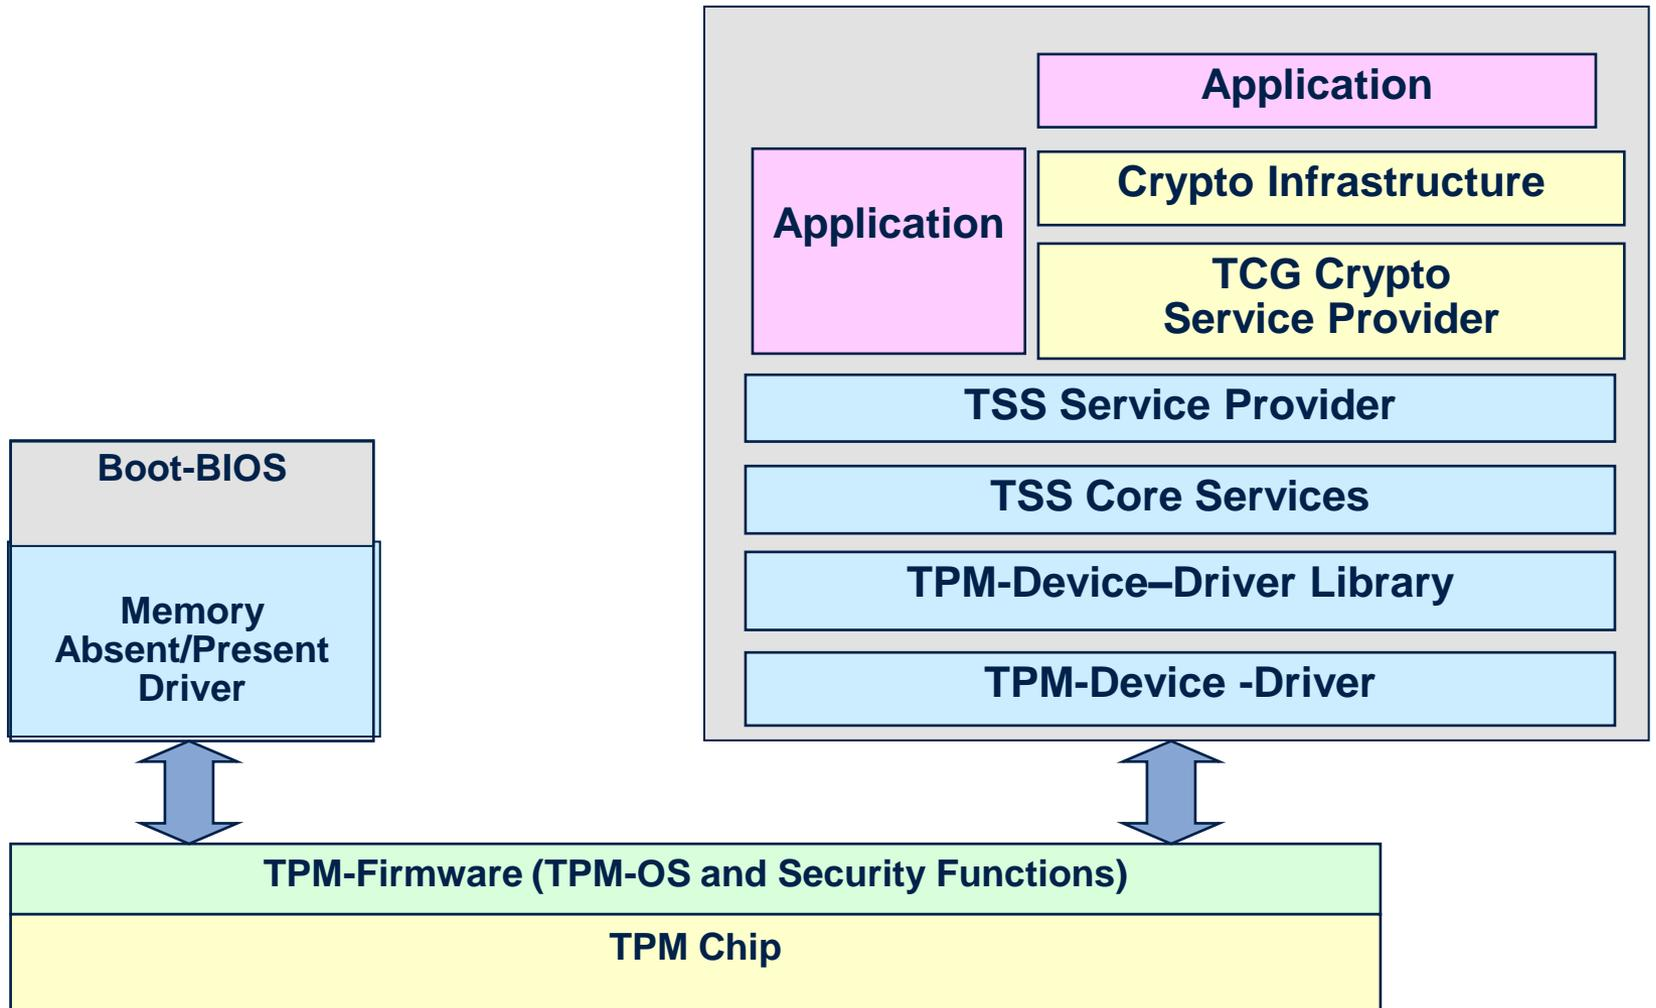 Application
Application
Crypto Infrastructure
TCG Crypto
Service Provider
TSS Service Provider
TSS Core Services
TPM-Device–Driver Library
TPM-Device -Driver
Boot-BIOS
Memory
Absent/Present
Driver
TPM-Firmware (TPM-OS and Security Functions)
TPM Chip